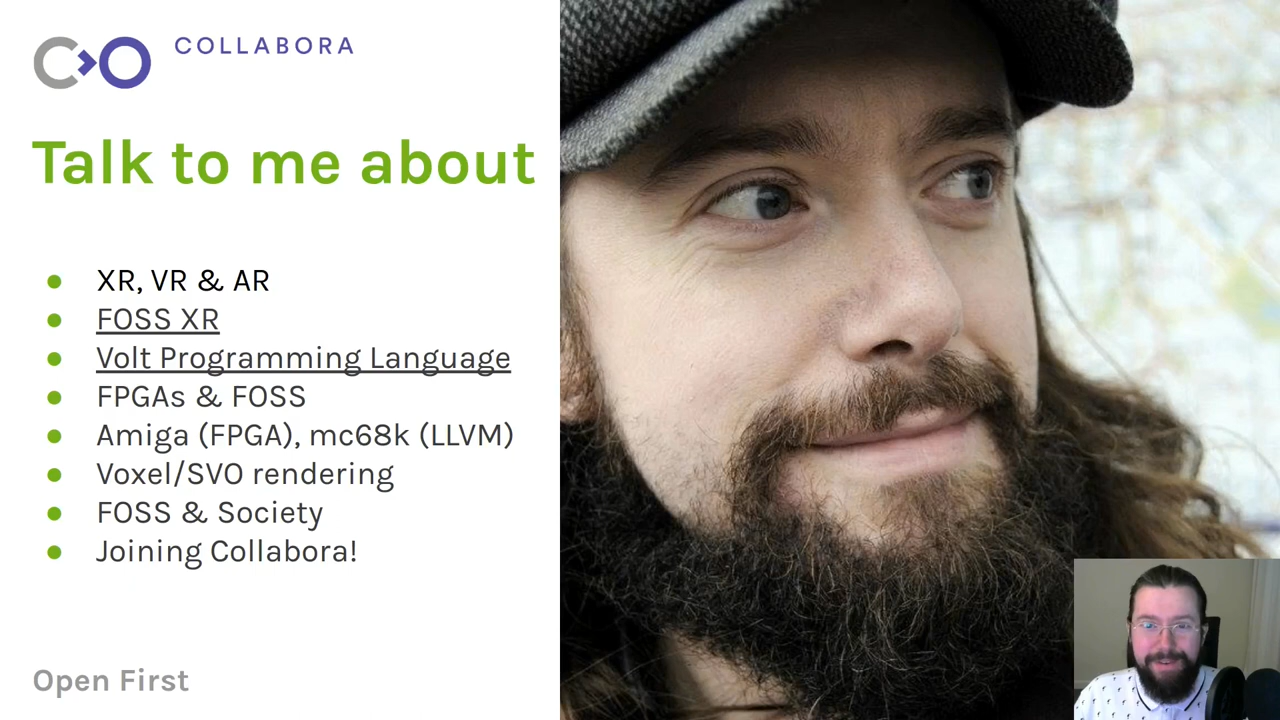 COLLABORA
Talk to me about
XR, VR & AR
FOSS XR
Volt Programming Language
FPGAs & FOSS
Amiga (FPGA), mc68k (LLVM)
Voxel/SVO rendering
FOSS & Society
Joining Collabora!
Open First